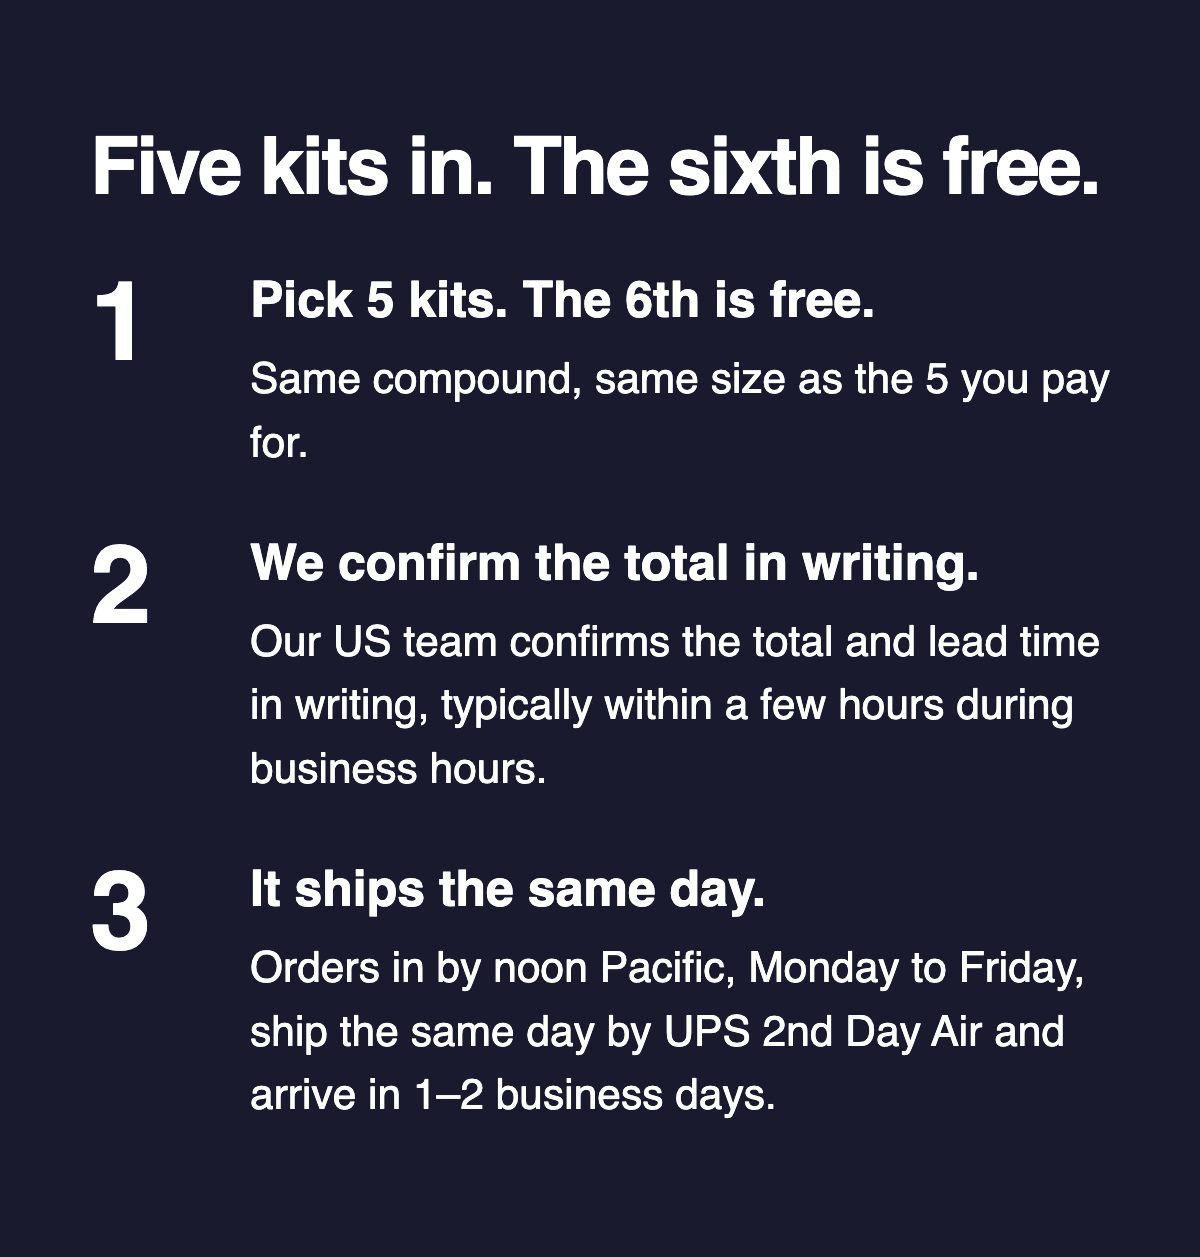 Five kits in. The sixth is free.
1
Pick 5 kits. The 6th is free.
Same compound, same size as the 5 you pay
for.
2
We confirm the total in writing.
Our US team confirms the total and lead time
in writing, typically within a few hours during
business hours.
3
It ships the same day.
Orders in by noon Pacific, Monday to Friday,
ship the same day by UPS 2nd Day Air and
arrive in 1–2 business days.